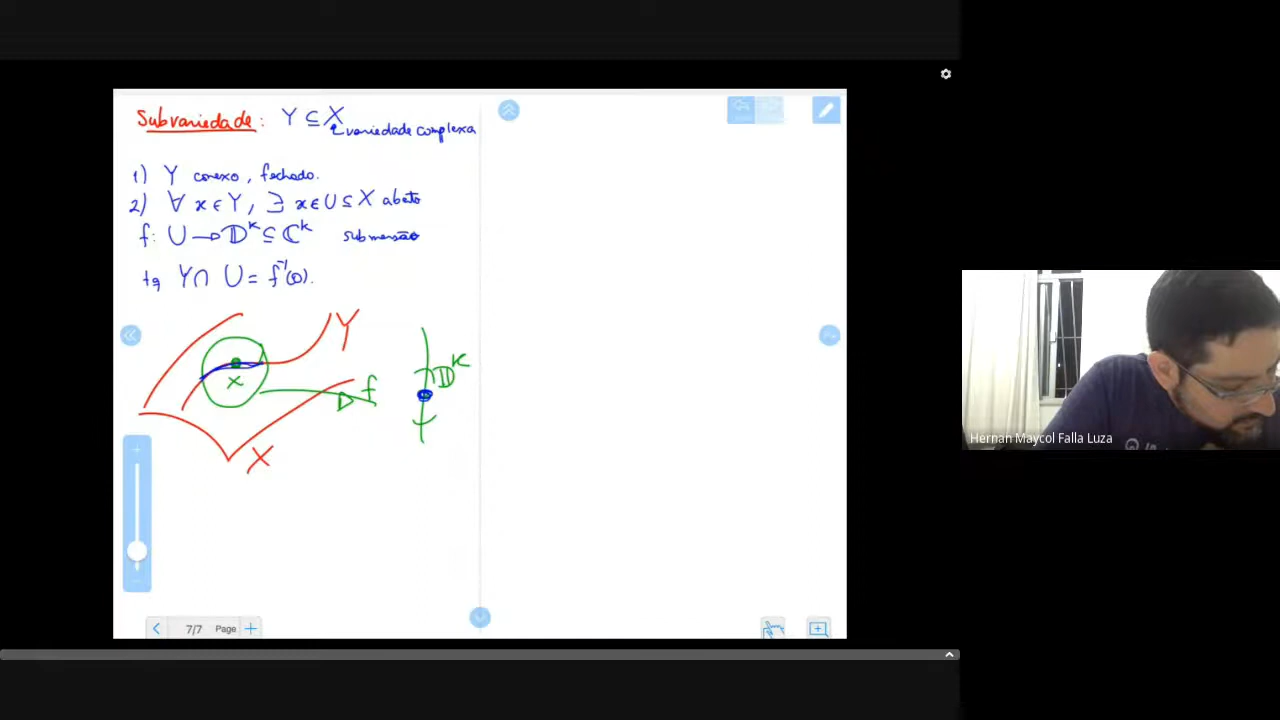 Subvariedade: Y ⊆ X
variedade complexa
1) Y conexo, fechado.
2) ∀ x ∈ Y, ∃ x ∈ U ⊆ X abeto
f: U → 𝔻ᵏ ⊆ ℂᵏ submersão
tq Y ∩ U = f⁻¹(0).
Y
x
f
𝔻ᵏ
X
7/7 Page
Hernan Maycol Falla Luza